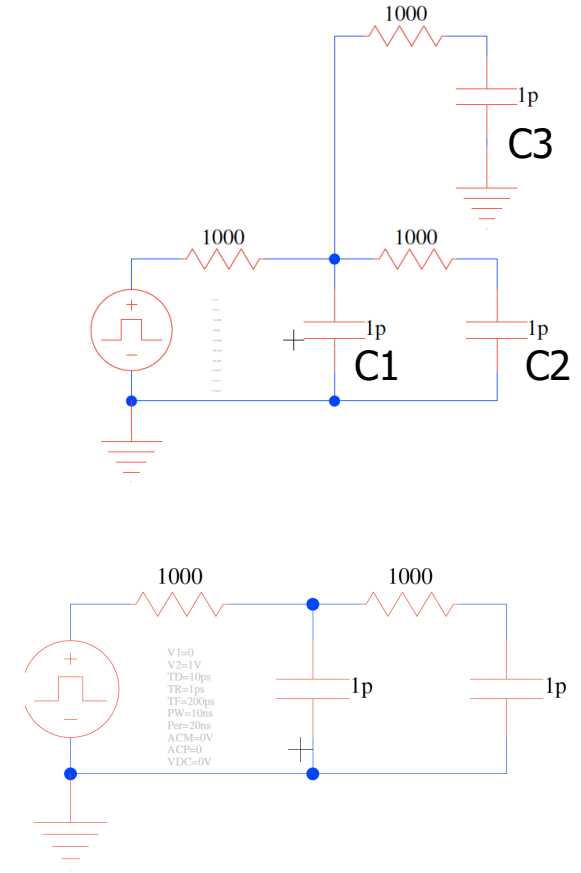 1000
1p
C3
1000
1000
1p
1p
C1
C2
1000
1000
V1=0
V2=1V
TD=10ps
TR=1ps
TF=200ps
PW=10ns
Per=20ns
ACM=0V
ACP=0
VDC=0V
1p
1p